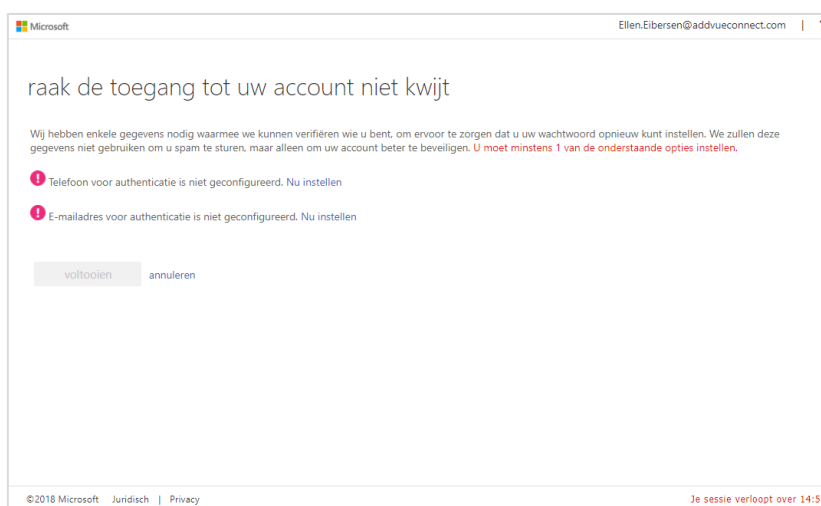 Microsoft Ellen.Eibersen@addvueconnect.com |
raak de toegang tot uw account niet kwijt
Wij hebben enkele gegevens nodig waarmee we kunnen verifiëren wie u bent, om ervoor te zorgen dat u uw wachtwoord opnieuw kunt instellen. We zullen deze
gegevens niet gebruiken om u spam te sturen, maar alleen om uw account beter te beveiligen. U moet minstens 1 van de onderstaande opties instellen.
! Telefoon voor authenticatie is niet geconfigureerd. Nu instellen
! E-mailadres voor authenticatie is niet geconfigureerd. Nu instellen
voltooien annuleren
©2018 Microsoft Juridisch | Privacy Je sessie verloopt over 14:5